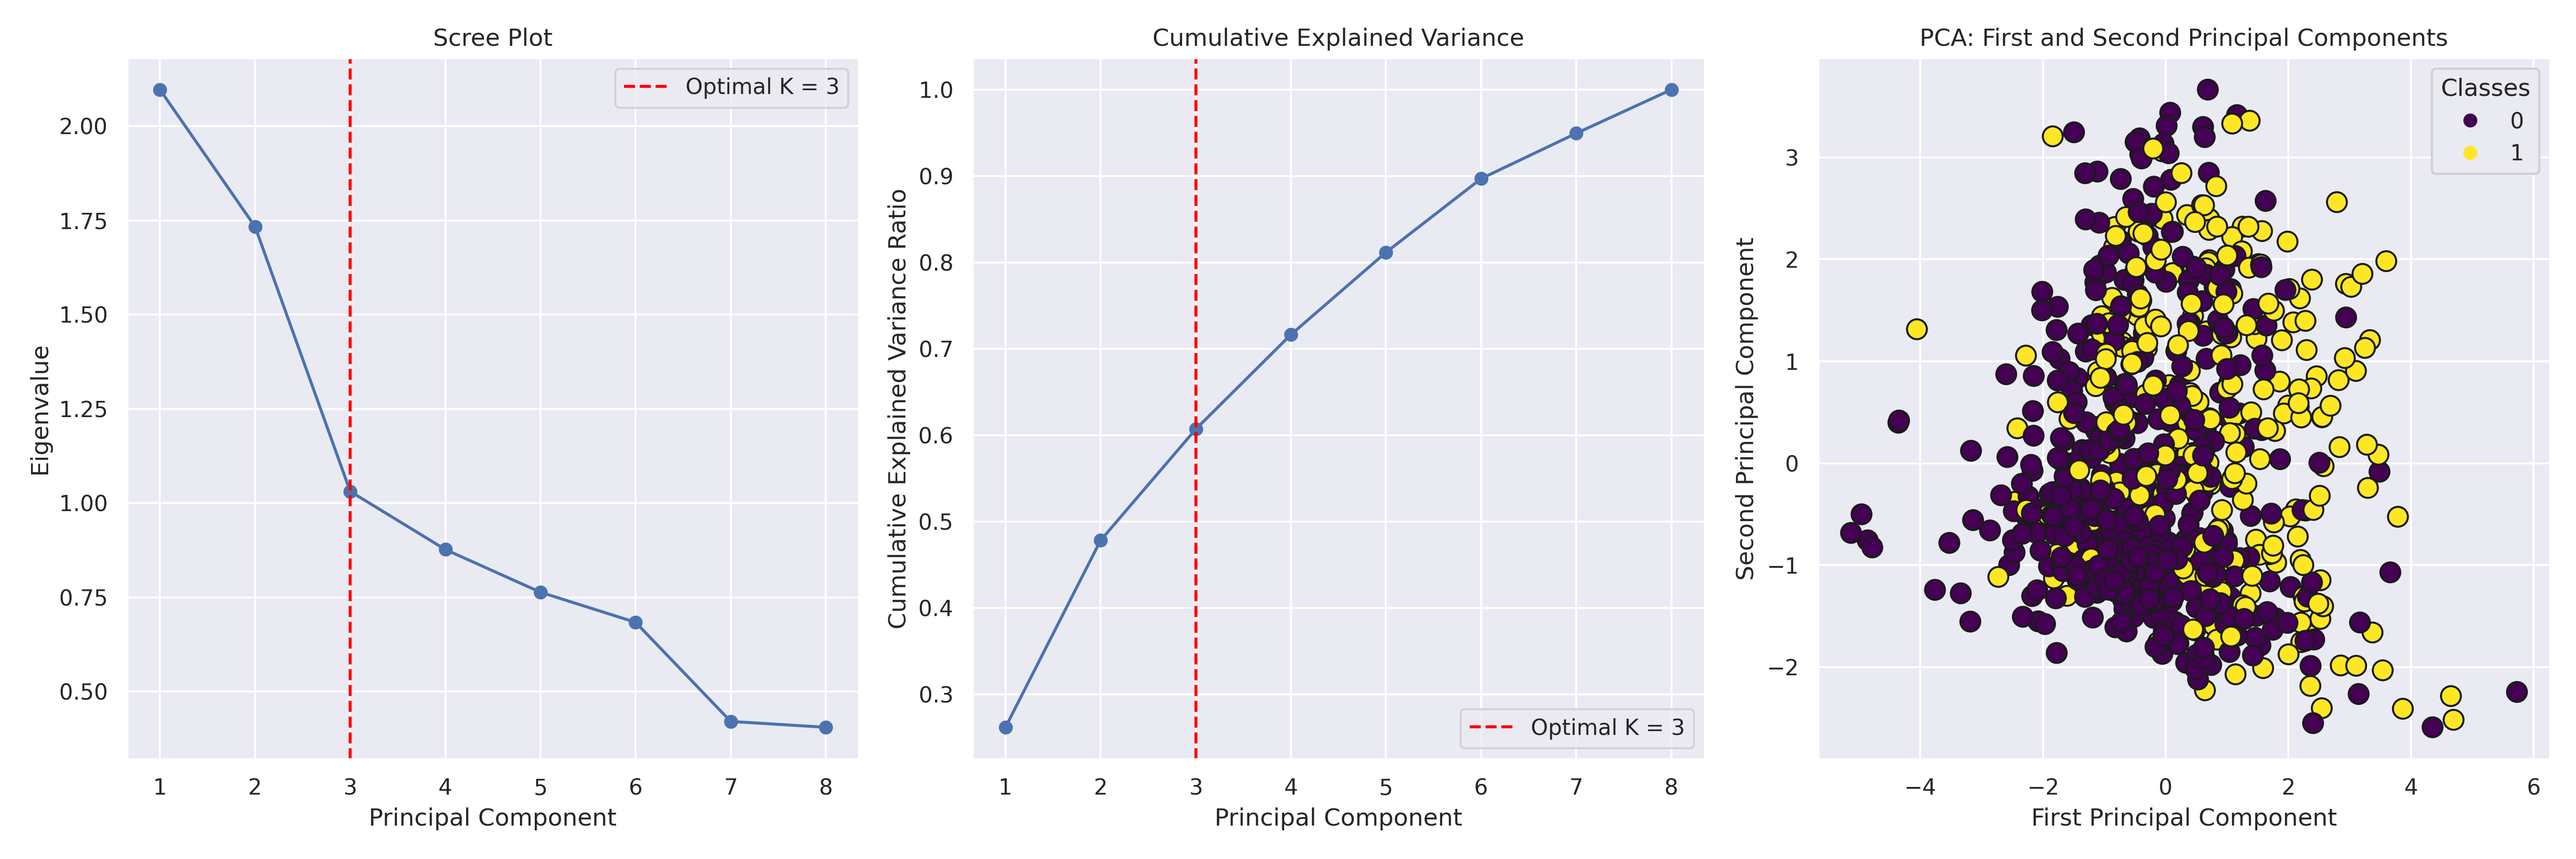 Scree Plot
Optimal K = 3
2.00
1.75
1.50
1.25
1.00
0.75
0.50
Eigenvalue
1 2 3 4 5 6 7 8
Principal Component
Cumulative Explained Variance
1.0
0.9
0.8
0.7
0.6
0.5
0.4
0.3
Cumulative Explained Variance Ratio
Optimal K = 3
1 2 3 4 5 6 7 8
Principal Component
PCA: First and Second Principal Components
Classes
0
1
3
2
1
0
−1
−2
Second Principal Component
−4 −2 0 2 4 6
First Principal Component